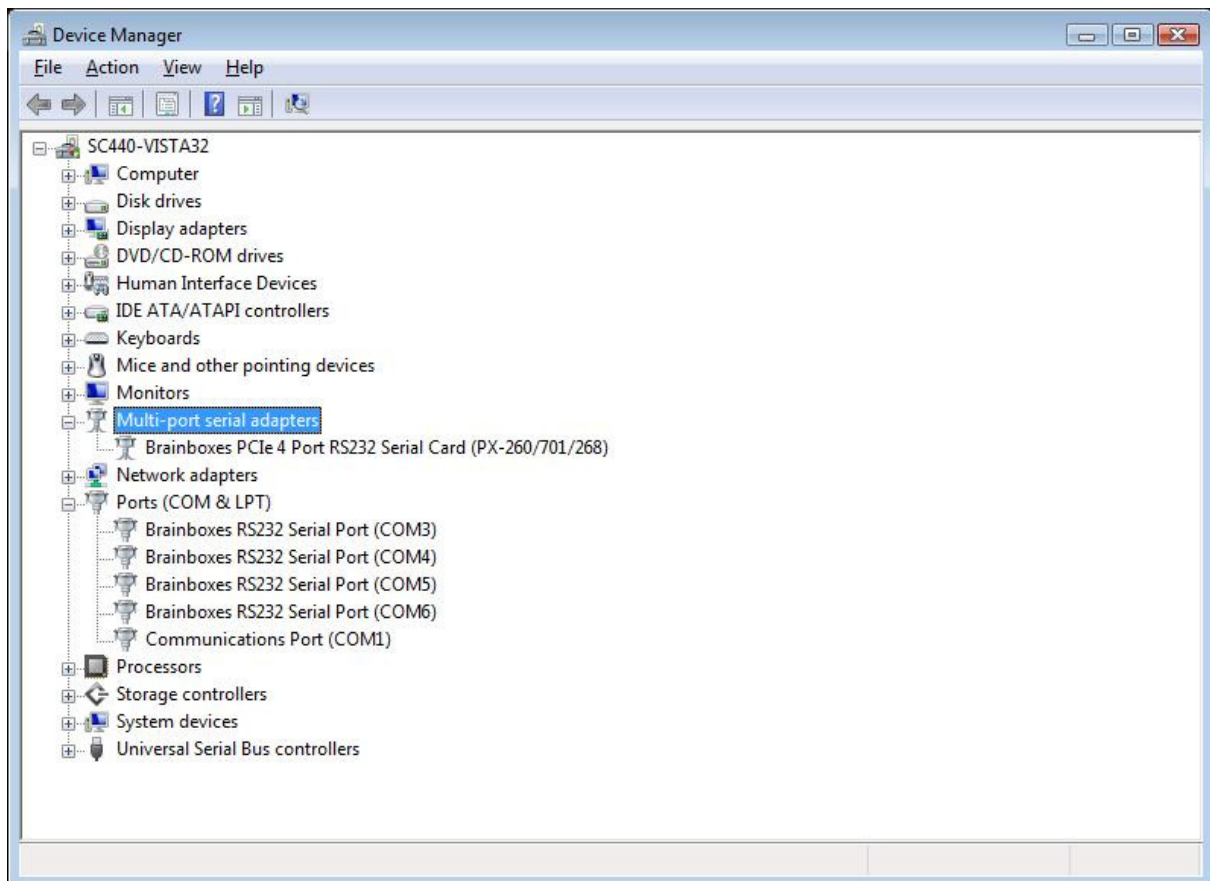 Device Manager
File Action View Help
SC440-VISTA32
Computer
Disk drives
Display adapters
DVD/CD-ROM drives
Human Interface Devices
IDE ATA/ATAPI controllers
Keyboards
Mice and other pointing devices
Monitors
Multi-port serial adapters
Brainboxes PCIe 4 Port RS232 Serial Card (PX-260/701/268)
Network adapters
Ports (COM & LPT)
Brainboxes RS232 Serial Port (COM3)
Brainboxes RS232 Serial Port (COM4)
Brainboxes RS232 Serial Port (COM5)
Brainboxes RS232 Serial Port (COM6)
Communications Port (COM1)
Processors
Storage controllers
System devices
Universal Serial Bus controllers